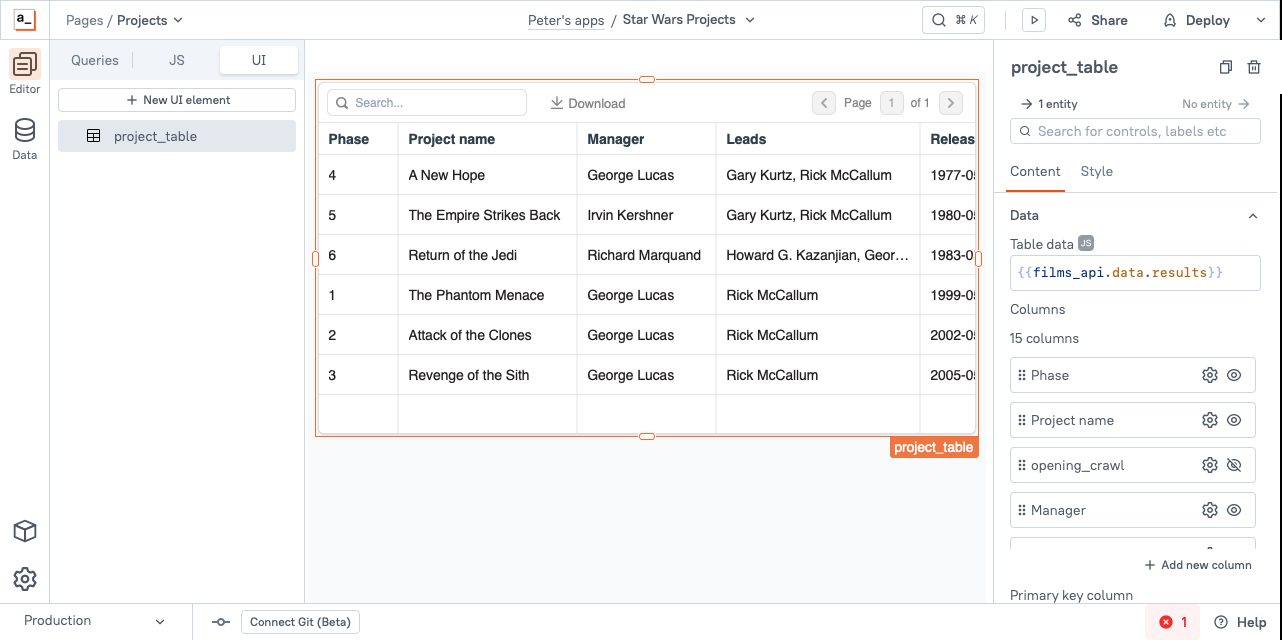 a_
Pages / Projects
Peter's apps / Star Wars Projects
⌘ K
Share
Deploy
Editor
Data
Queries
JS
UI
+ New UI element
project_table
Search...
Download
Page 1 of 1
Phase Project name Manager Leads Releas
4 A New Hope George Lucas Gary Kurtz, Rick McCallum 1977-05
5 The Empire Strikes Back Irvin Kershner Gary Kurtz, Rick McCallum 1980-05
6 Return of the Jedi Richard Marquand Howard G. Kazanjian, Geor… 1983-0
1 The Phantom Menace George Lucas Rick McCallum 1999-05
2 Attack of the Clones George Lucas Rick McCallum 2002-05
3 Revenge of the Sith George Lucas Rick McCallum 2005-05
project_table
project_table
→ 1 entity
No entity →
Search for controls, labels etc
Content
Style
Data
Table data JS
{{films_api.data.results}}
Columns
15 columns
Phase
Project name
opening_crawl
Manager
+ Add new column
Primary key column
Production
Connect Git (Beta)
1
Help